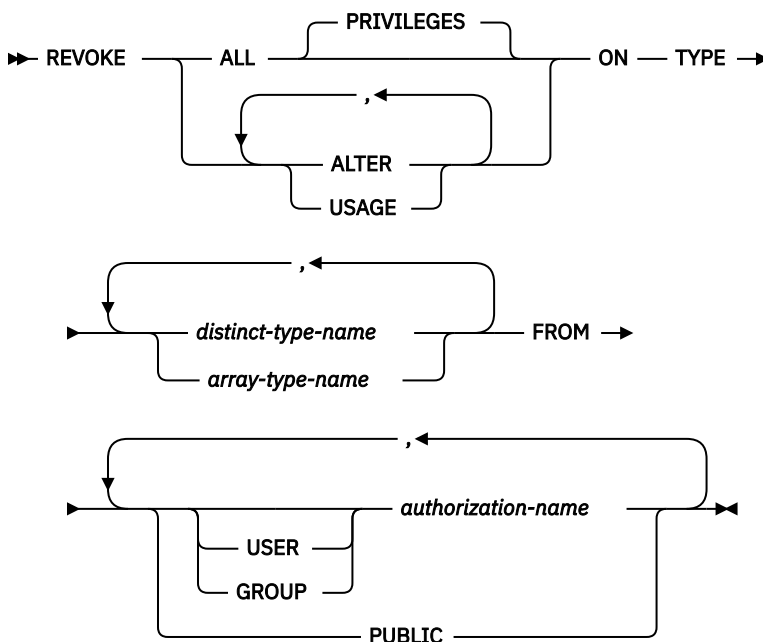 PRIVILEGES
REVOKE ALL ON TYPE
,
ALTER
USAGE
,
distinct-type-name FROM
array-type-name
,
authorization-name
USER
GROUP
PUBLIC